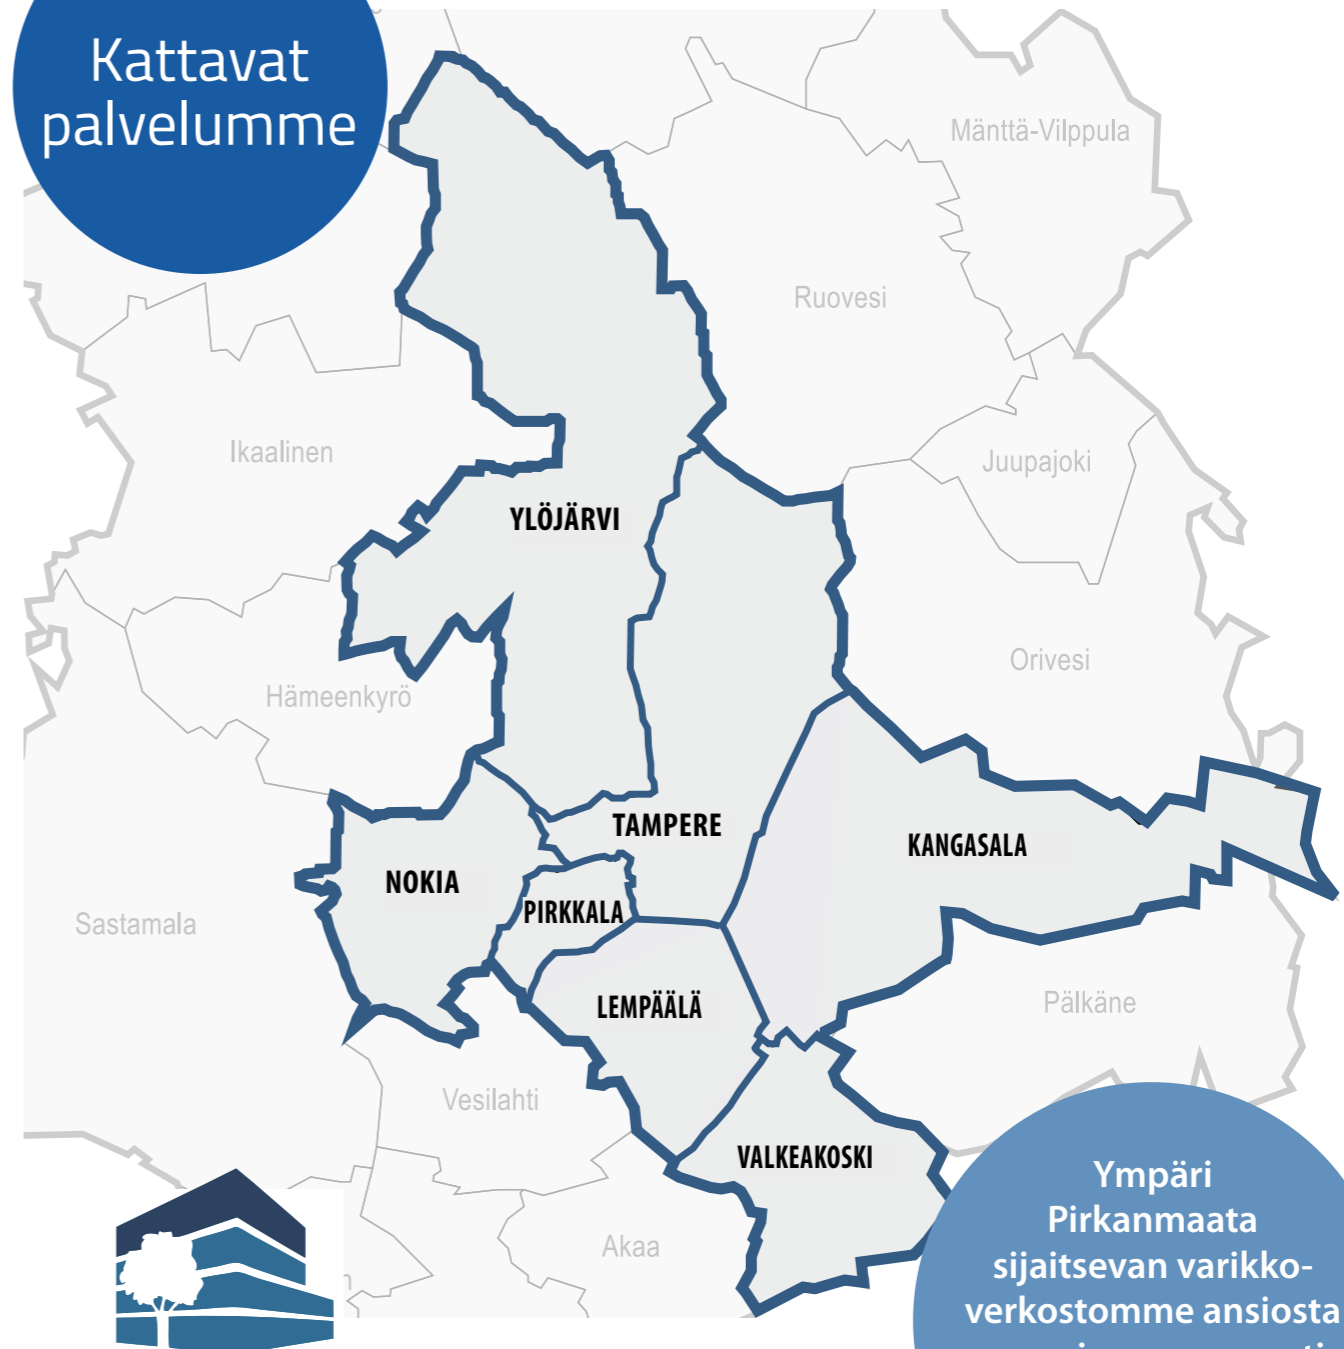 Kattavat
palvelumme
Mänttä-Vilppula
Ruovesi
Ikaalinen
Juupajoki
YLÖJÄRVI
Orivesi
Hämeenkyrö
TAMPERE
KANGASALA
NOKIA
PIRKKALA
Sastamala
LEMPÄÄLÄ
Pälkäne
Vesilahti
VALKEAKOSKI
Akaa
Ympäri
Pirkanmaata
sijaitsevan varikko-
verkostomme ansiosta